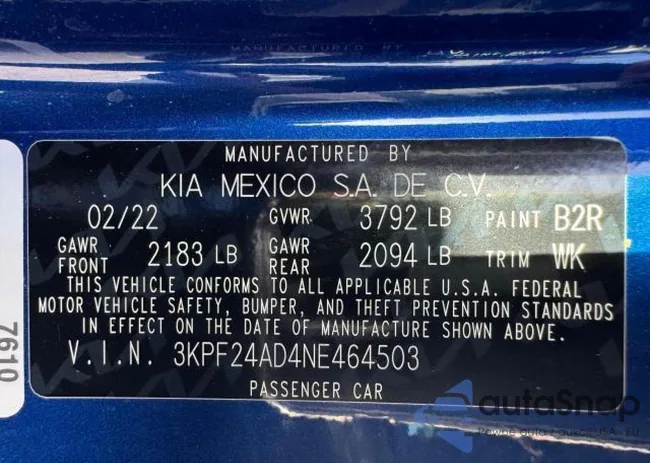 MANUFACTURED BY
KIA MEXICO S.A. DE C.V.
02/22 GVWR 3792 LB PAINT B2R
GAWR FRONT 2183 LB GAWR REAR 2094 LB TRIM WK
THIS VEHICLE CONFORMS TO ALL APPLICABLE U.S.A. FEDERAL
MOTOR VEHICLE SAFETY, BUMPER, AND THEFT PREVENTION STANDARDS
IN EFFECT ON THE DATE OF MANUFACTURE SHOWN ABOVE.
V.I.N. 3KPF24AD4NE464503
PASSENGER CAR
7610
autoSnap